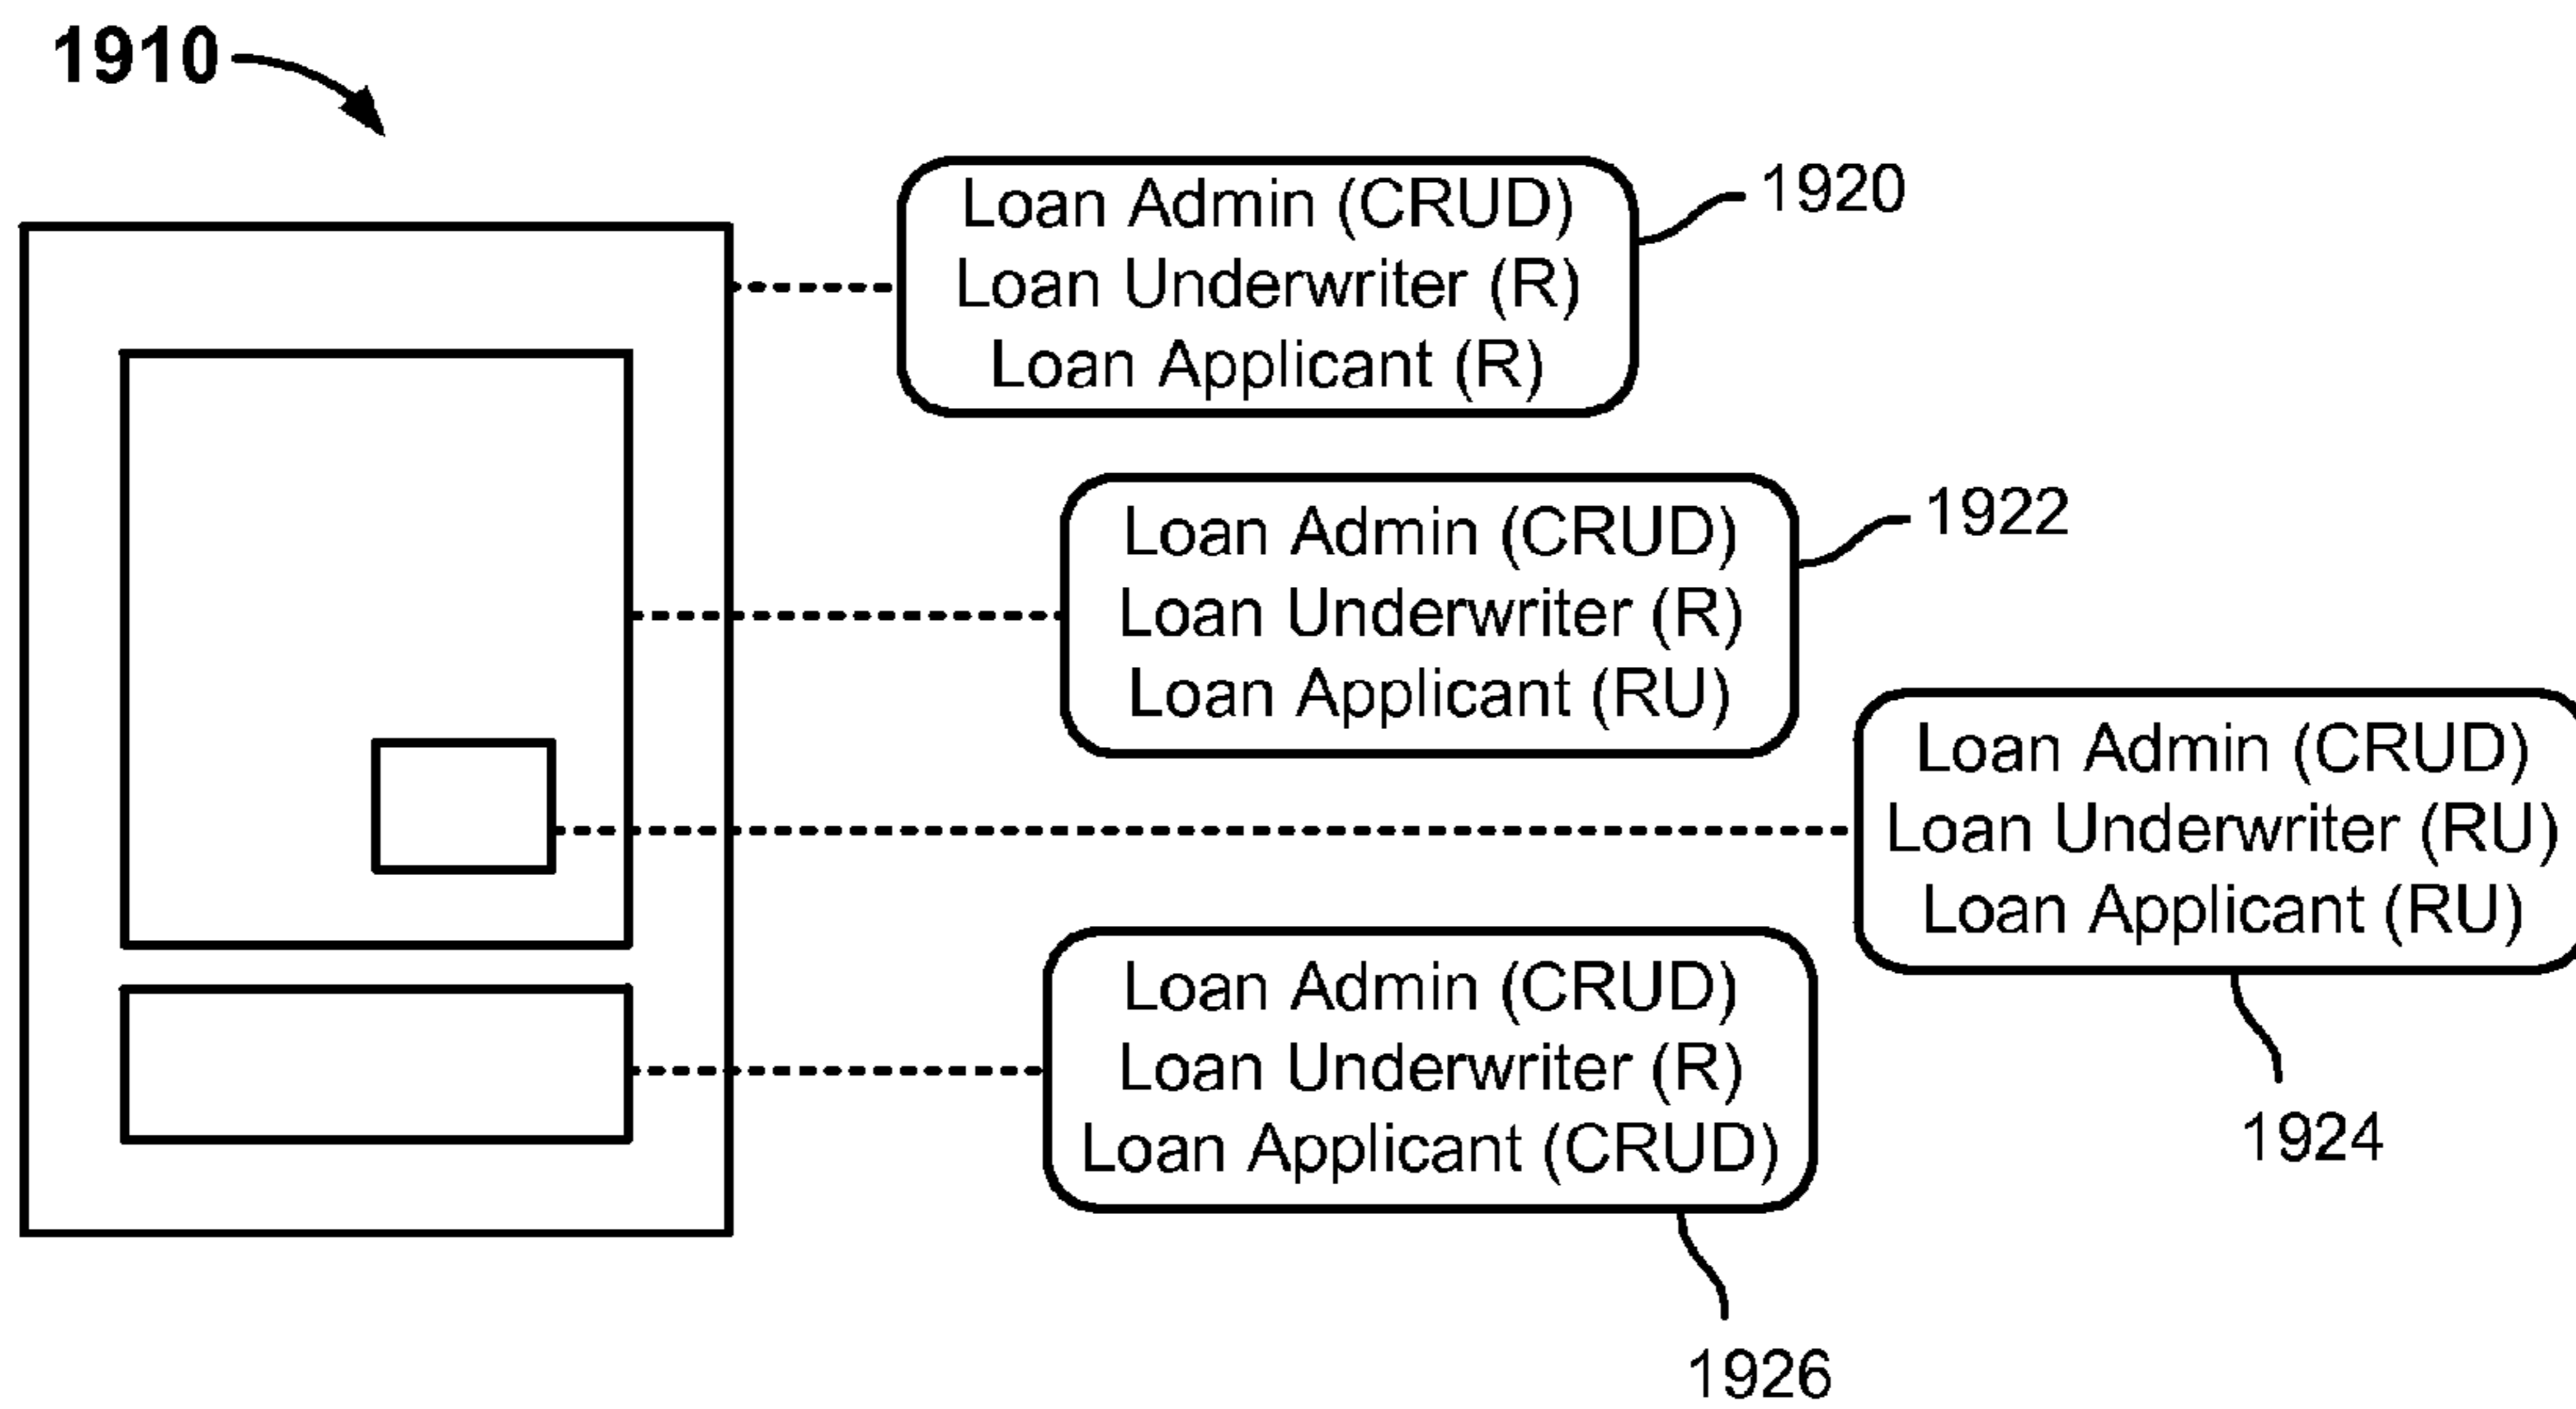 1910
Loan Admin (CRUD)
Loan Underwriter (R)
Loan Applicant (R)
1920
Loan Admin (CRUD)
Loan Underwriter (R)
Loan Applicant (RU)
1922
Loan Admin (CRUD)
Loan Underwriter (RU)
Loan Applicant (RU)
1924
Loan Admin (CRUD)
Loan Underwriter (R)
Loan Applicant (CRUD)
1926